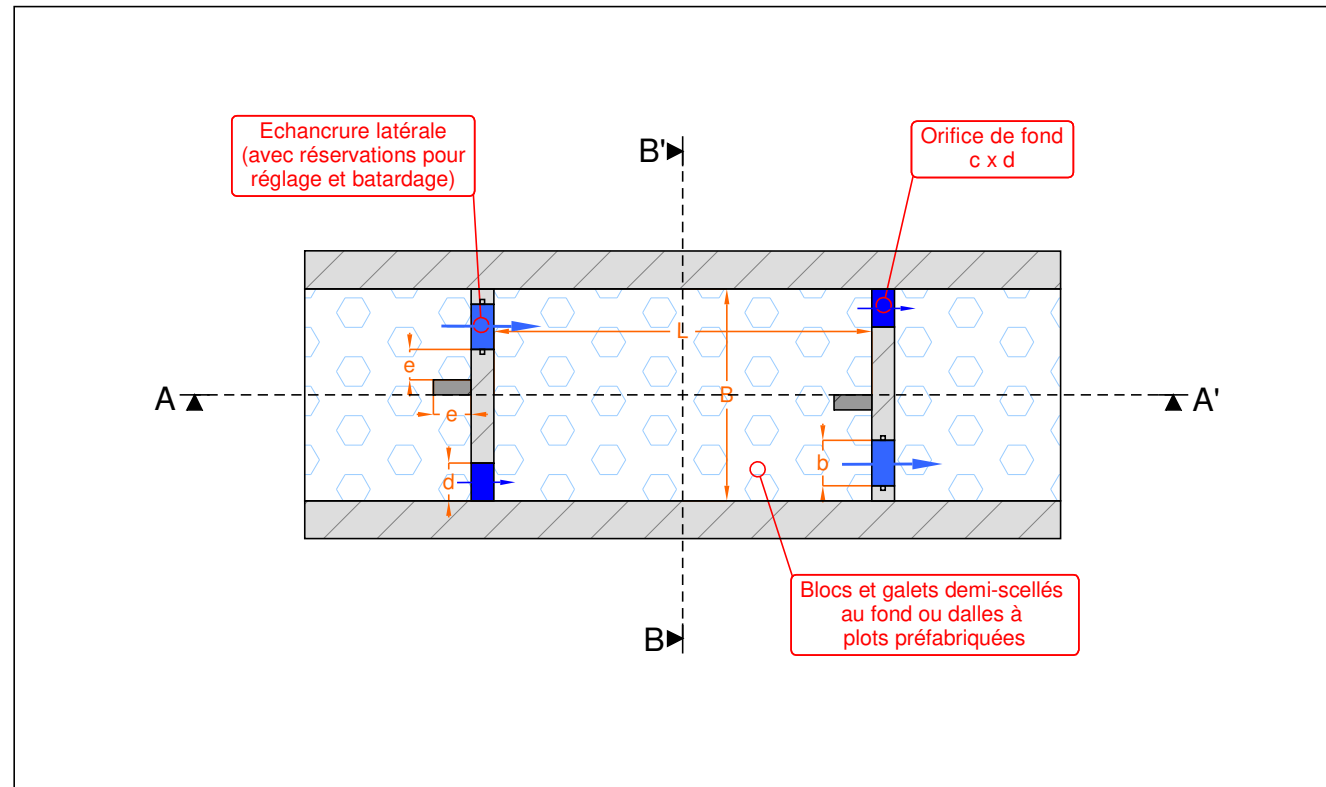 Echancrure latérale
(avec réservations pour
réglage et batardage)
Orifice de fond
c x d
B'
L
e
B
A
A'
e
b
d
Blocs et galets demi-scellés
au fond ou dalles à
plots préfabriquées
B